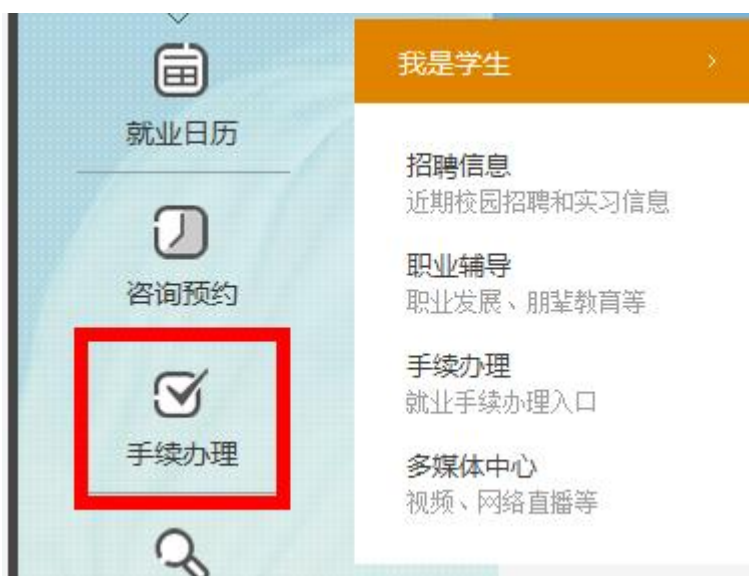 就业日历
咨询预约
手续办理
我是学生
招聘信息
近期校园招聘和实习信息
职业辅导
职业发展、朋辈教育等
手续办理
就业手续办理入口
多媒体中心
视频、网络直播等